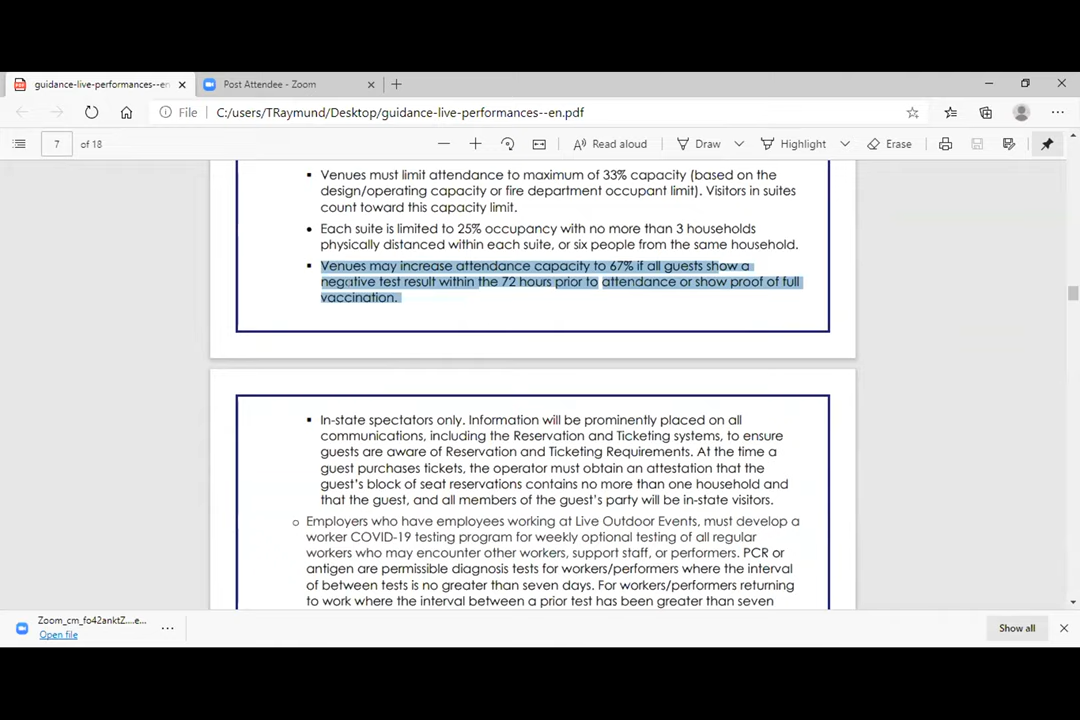 guidance-live-performances--en
Post Attendee - Zoom
File
C:/users/TRaymund/Desktop/guidance-live-performances--en.pdf
7 of 18
Read aloud
Draw
Highlight
Erase
▪ Venues must limit attendance to maximum of 33% capacity (based on the
design/operating capacity or fire department occupant limit). Visitors in suites
count toward this capacity limit.
• Each suite is limited to 25% occupancy with no more than 3 households
physically distanced within each suite, or six people from the same household.
▪ Venues may increase attendance capacity to 67% if all guests show a
negative test result within the 72 hours prior to attendance or show proof of full
vaccination.
▪ In-state spectators only. Information will be prominently placed on all
communications, including the Reservation and Ticketing systems, to ensure
guests are aware of Reservation and Ticketing Requirements. At the time a
guest purchases tickets, the operator must obtain an attestation that the
guest's block of seat reservations contains no more than one household and
that the guest, and all members of the guest's party will be in-state visitors.
o Employers who have employees working at Live Outdoor Events, must develop a
worker COVID-19 testing program for weekly optional testing of all regular
workers who may encounter other workers, support staff, or performers. PCR or
antigen are permissible diagnosis tests for workers/performers where the interval
of between tests is no greater than seven days. For workers/performers returning
to work where the interval between a prior test has been greater than seven
Zoom_cm_fo42anktZ....e...
Open file
Show all